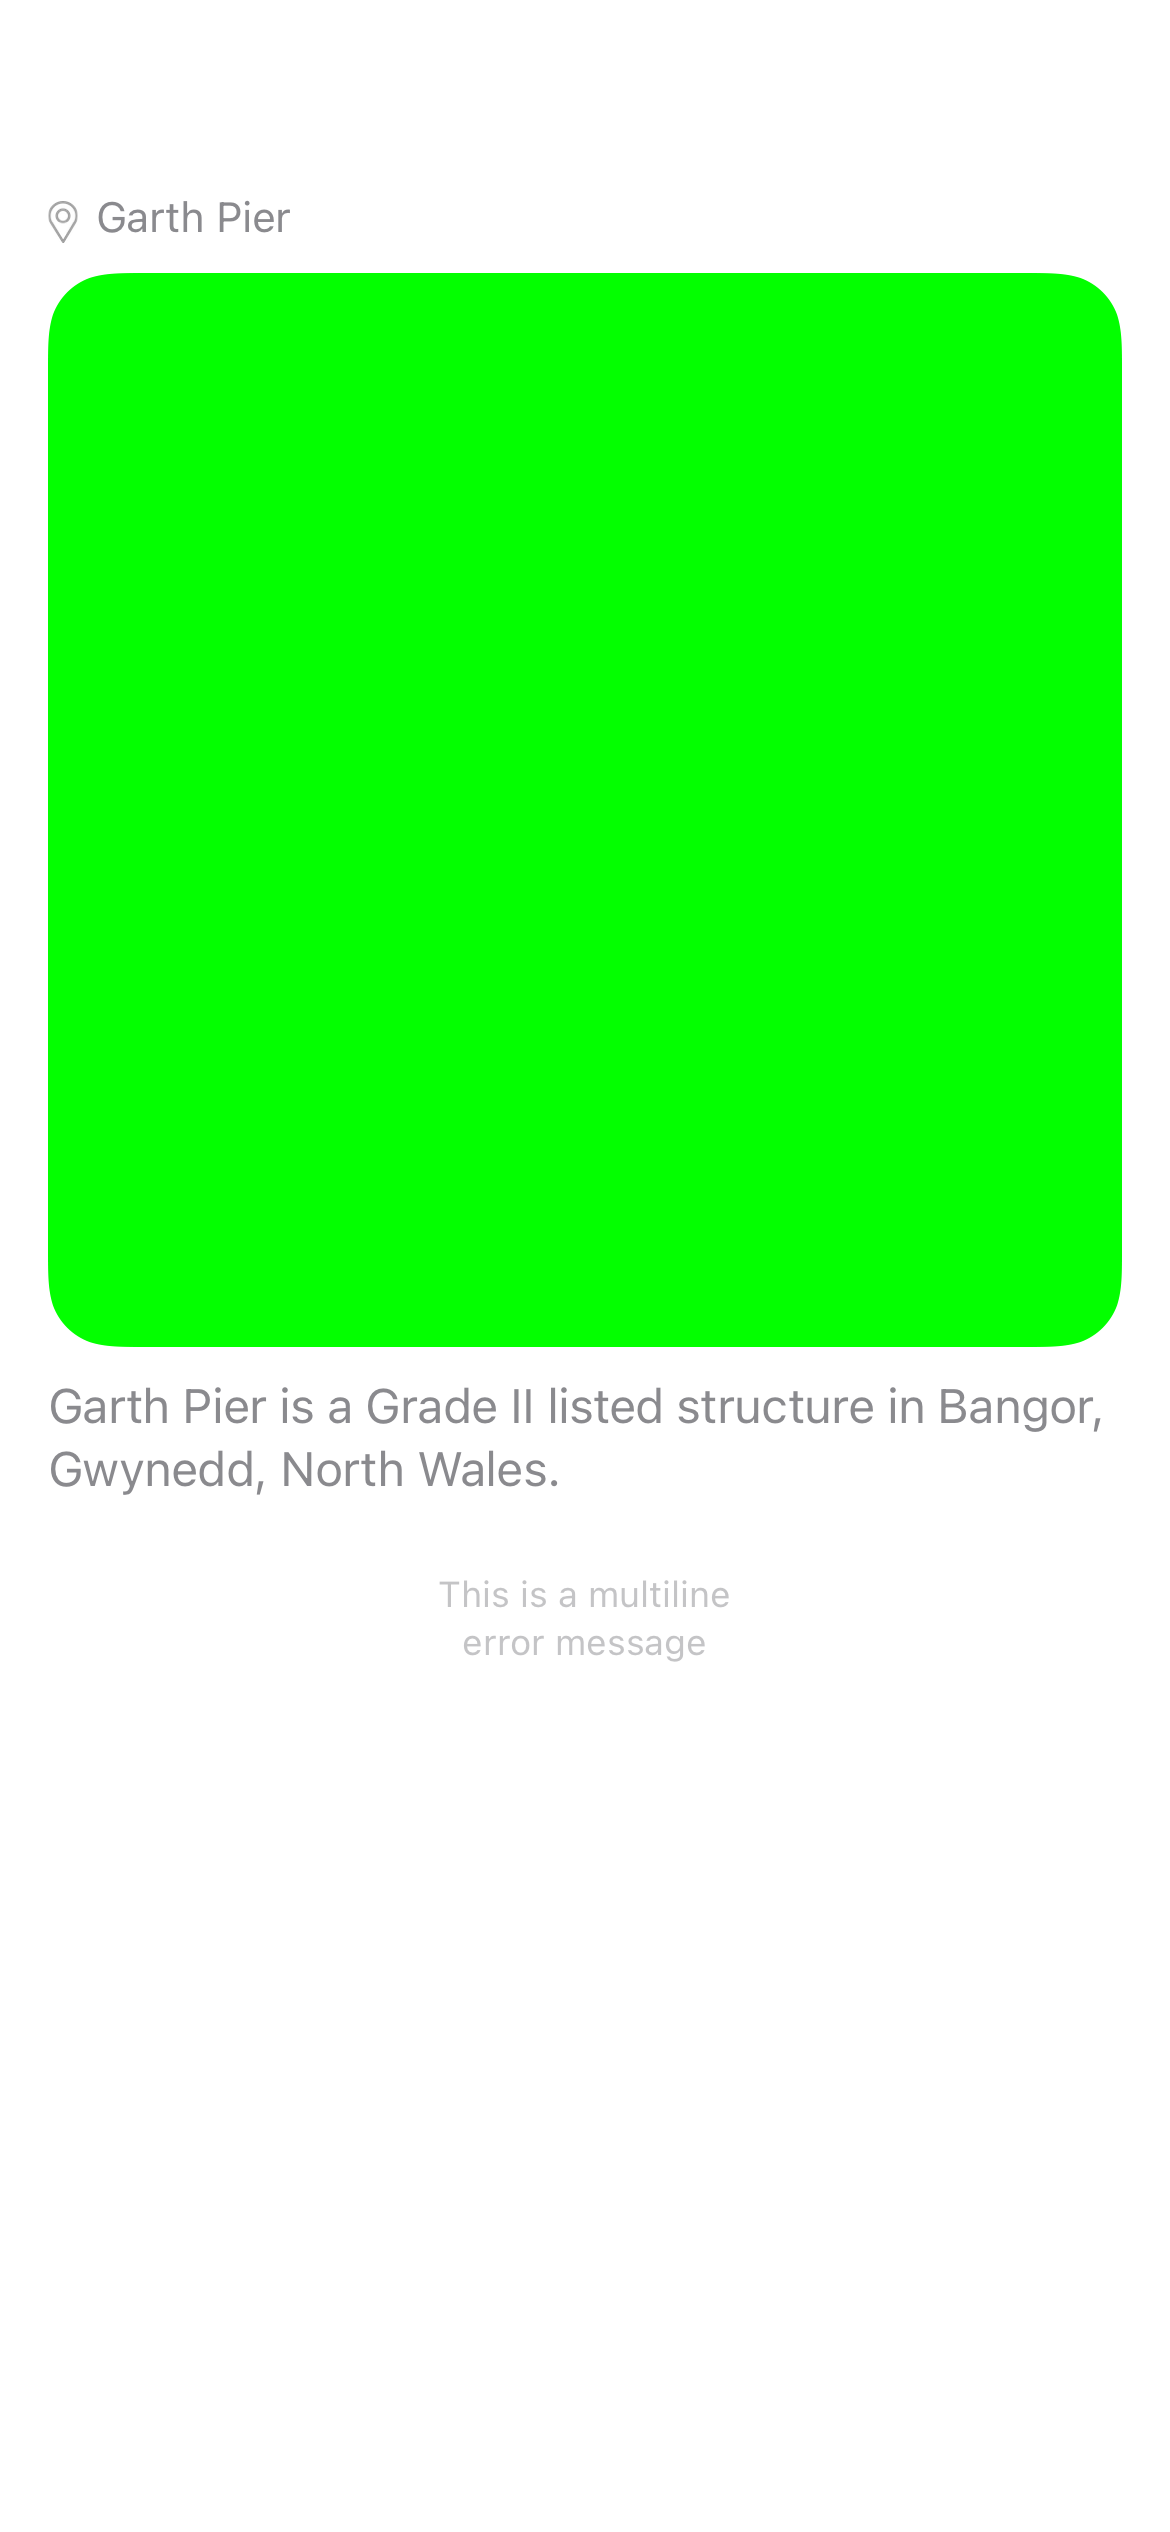 Garth Pier
Garth Pier is a Grade II listed structure in Bangor,
Gwynedd, North Wales.
This is a multiline
error message